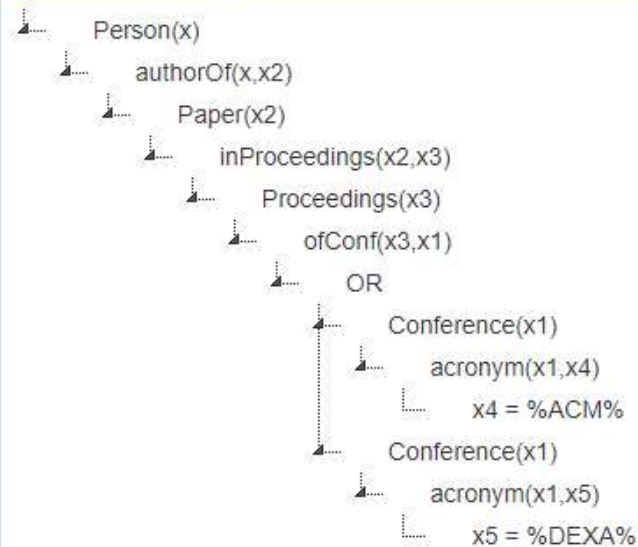 Person(x)
authorOf(x,x2)
Paper(x2)
inProceedings(x2,x3)
Proceedings(x3)
ofConf(x3,x1)
OR
Conference(x1)
acronym(x1,x4)
x4 = %ACM%
Conference(x1)
acronym(x1,x5)
x5 = %DEXA%